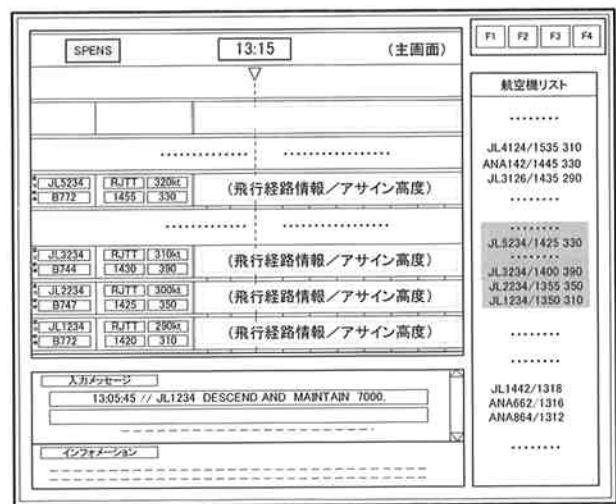 SPENS 13:15 (主画面)
JL5234 RJTT 320kt
B772 1455 330
(飛行経路情報/アサイン高度)
JL3234 RJTT 310kt
B744 1430 390
(飛行経路情報/アサイン高度)
JL2234 RJTT 300kt
B747 1425 350
(飛行経路情報/アサイン高度)
JL1234 RJTT 290kt
B772 1420 310
(飛行経路情報/アサイン高度)
入力メッセージ
13:05:45 // JL1234 DESCEND AND MAINTAIN 7000.
インフォメーション
F1 F2 F3 F4
航空機リスト
JL4124/1535 310
ANA142/1445 330
JL3126/1435 290
JL5234/1425 330
JL3234/1400 390
JL2234/1355 350
JL1234/1350 310
JL1442/1318
ANA662/1316
ANA864/1312